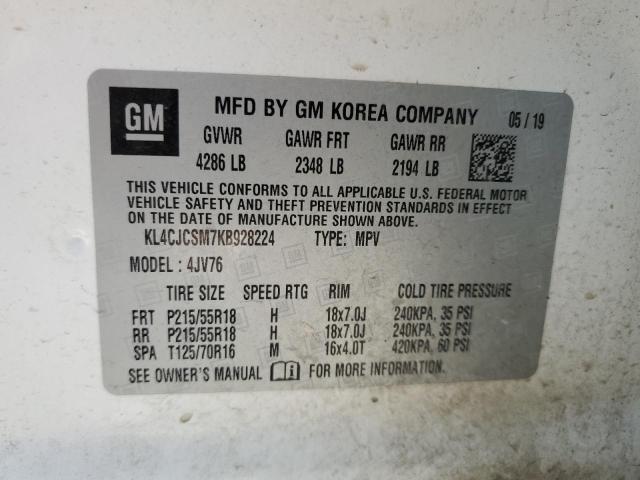 GM
MFD BY GM KOREA COMPANY 05/19
GVWR GAWR FRT GAWR RR
4286 LB 2348 LB 2194 LB
THIS VEHICLE CONFORMS TO ALL APPLICABLE U.S. FEDERAL MOTOR
VEHICLE SAFETY AND THEFT PREVENTION STANDARDS IN EFFECT
ON THE DATE OF MANUFACTURE SHOWN ABOVE.
KL4CJCSM7KB928224 TYPE: MPV
MODEL : 4JV76
TIRE SIZE SPEED RTG RIM COLD TIRE PRESSURE
FRT P215/55R18 H 18x7.0J 240KPA, 35 PSI
RR P215/55R18 H 18x7.0J 240KPA, 35 PSI
SPA T125/70R16 M 16x4.0T 420KPA, 60 PSI
SEE OWNER'S MANUAL FOR MORE INFORMATION.